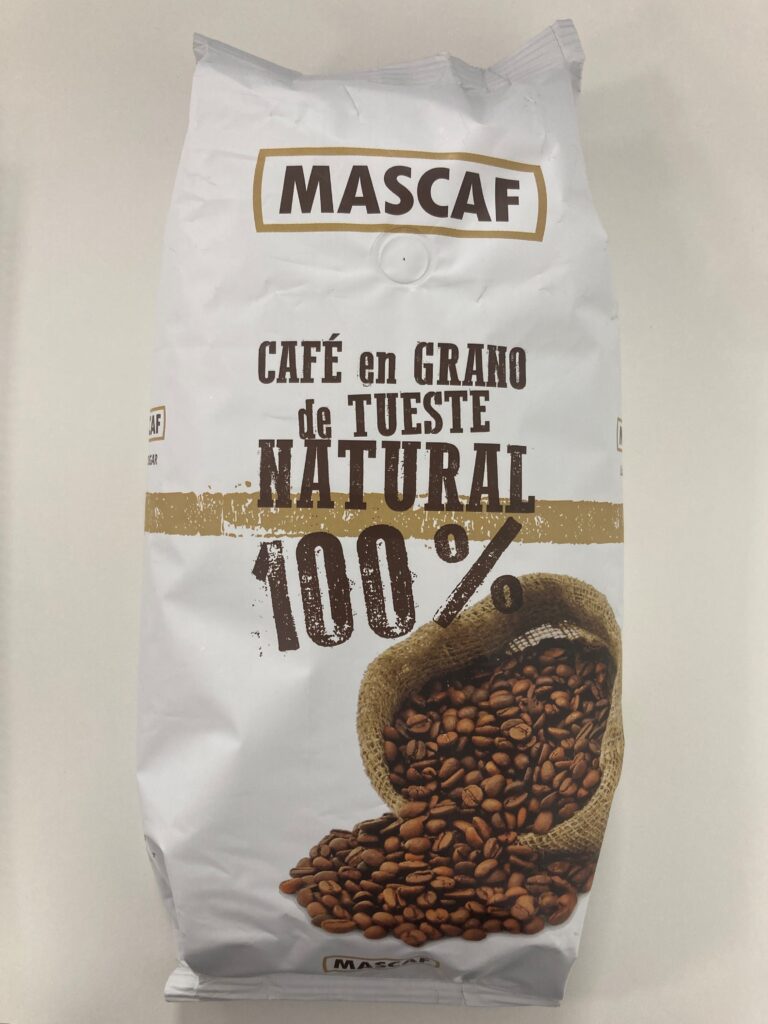 MASCAF
CAFÉ en GRANO
de TUESTE
NATURAL
100%
MASCAF